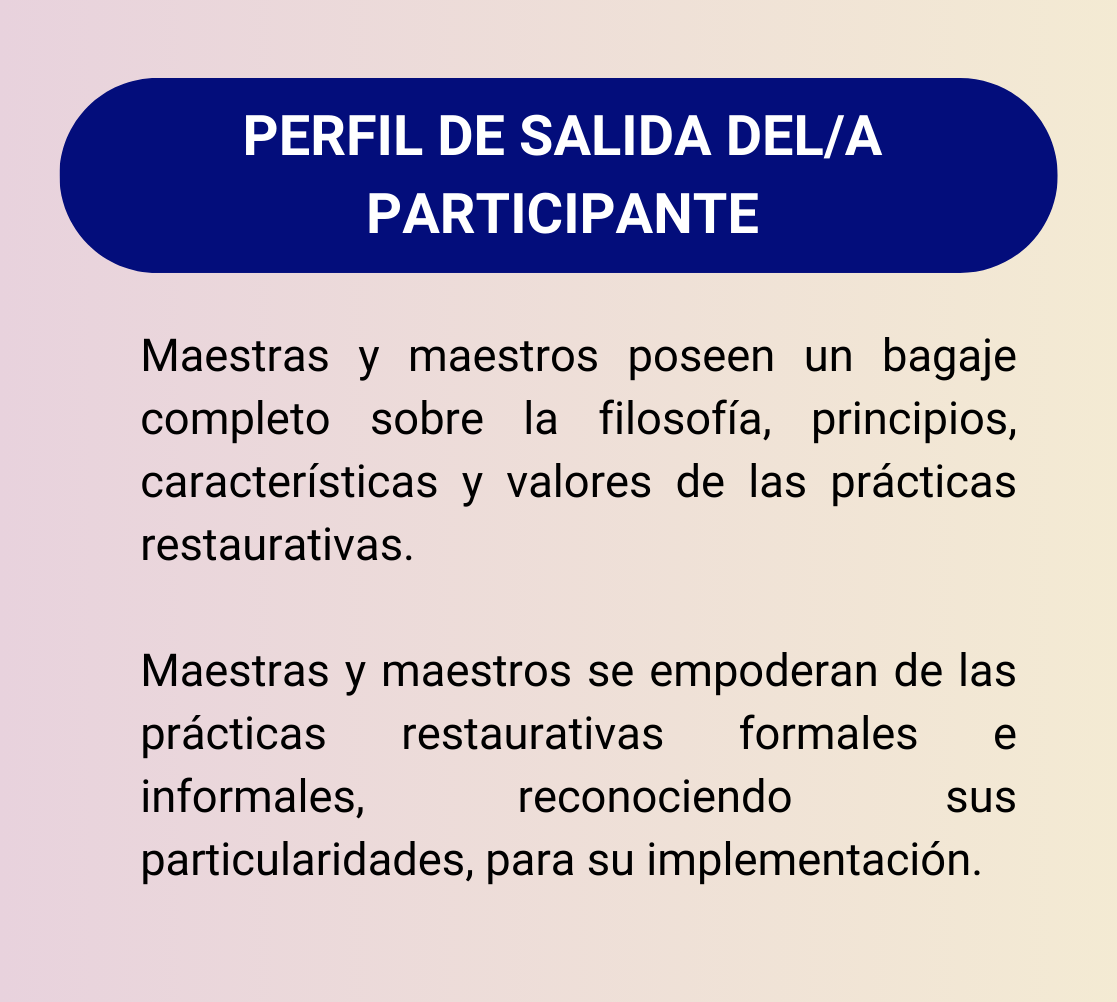 PERFIL DE SALIDA DEL/A
PARTICIPANTE
Maestras y maestros poseen un bagaje
completo sobre la filosofía, principios,
características y valores de las prácticas
restaurativas.
Maestras y maestros se empoderan de las
prácticas restaurativas formales e
informales, reconociendo sus
particularidades, para su implementación.